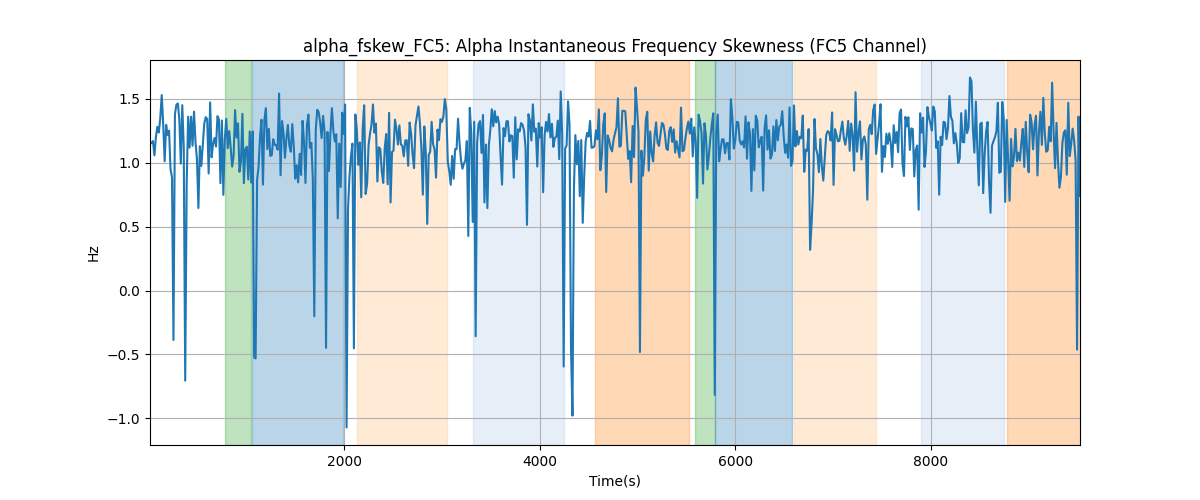 alpha_fskew_FC5: Alpha Instantaneous Frequency Skewness (FC5 Channel)
1.5
1.0
0.5
0.0
−0.5
−1.0
Hz
2000 4000 6000 8000
Time(s)